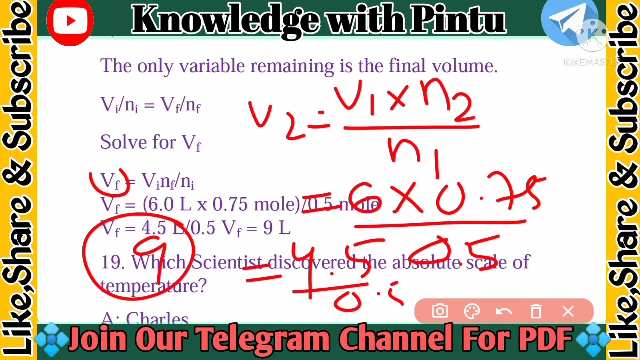 Knowledge with Pintu
Like,Share & Subscribe
Like,Share & Subscribe
KINEMASTER
The only variable remaining is the final volume.
Vi/ni = Vf/nf
Solve for Vf
Vf = Vinf/ni
Vf = (6.0 L x 0.75 mole)/0.5 mole
Vf = 4.5 L/0.5 Vf = 9 L
V2 = V1 × n2
n1
= 6 × 0.75
0.5
= 4.5
0.5
9
19. Which Scientist discovered the absolute scale of
temperature?
A: Charles
Join Our Telegram Channel For PDF